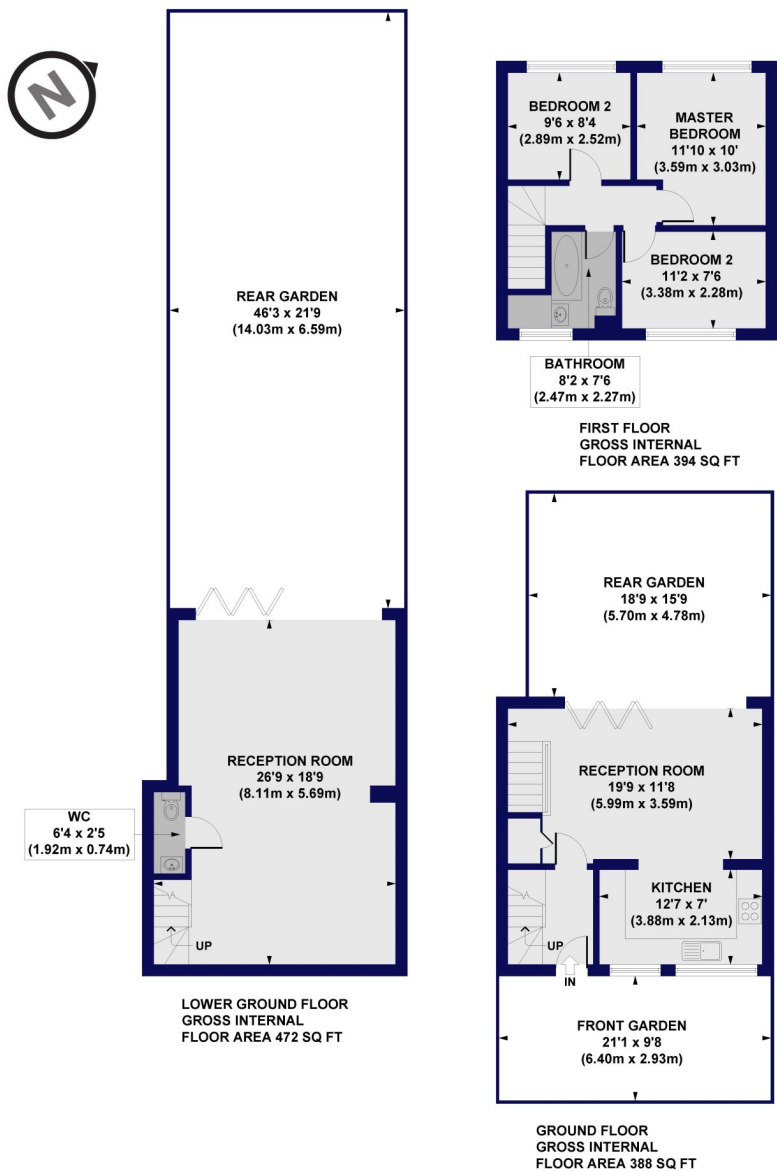 N
REAR GARDEN
46'3 x 21'9
(14.03m x 6.59m)
RECEPTION ROOM
26'9 x 18'9
(8.11m x 5.69m)
WC
6'4 x 2'5
(1.92m x 0.74m)
UP
LOWER GROUND FLOOR
GROSS INTERNAL
FLOOR AREA 472 SQ FT
BEDROOM 2
9'6 x 8'4
(2.89m x 2.52m)
MASTER
BEDROOM
11'10 x 10'
(3.59m x 3.03m)
BEDROOM 2
11'2 x 7'6
(3.38m x 2.28m)
BATHROOM
8'2 x 7'6
(2.47m x 2.27m)
FIRST FLOOR
GROSS INTERNAL
FLOOR AREA 394 SQ FT
REAR GARDEN
18'9 x 15'9
(5.70m x 4.78m)
RECEPTION ROOM
19'9 x 11'8
(5.99m x 3.59m)
KITCHEN
12'7 x 7'
(3.88m x 2.13m)
UP
IN
FRONT GARDEN
21'1 x 9'8
(6.40m x 2.93m)
GROUND FLOOR
GROSS INTERNAL
FLOOR AREA 388 SQ FT